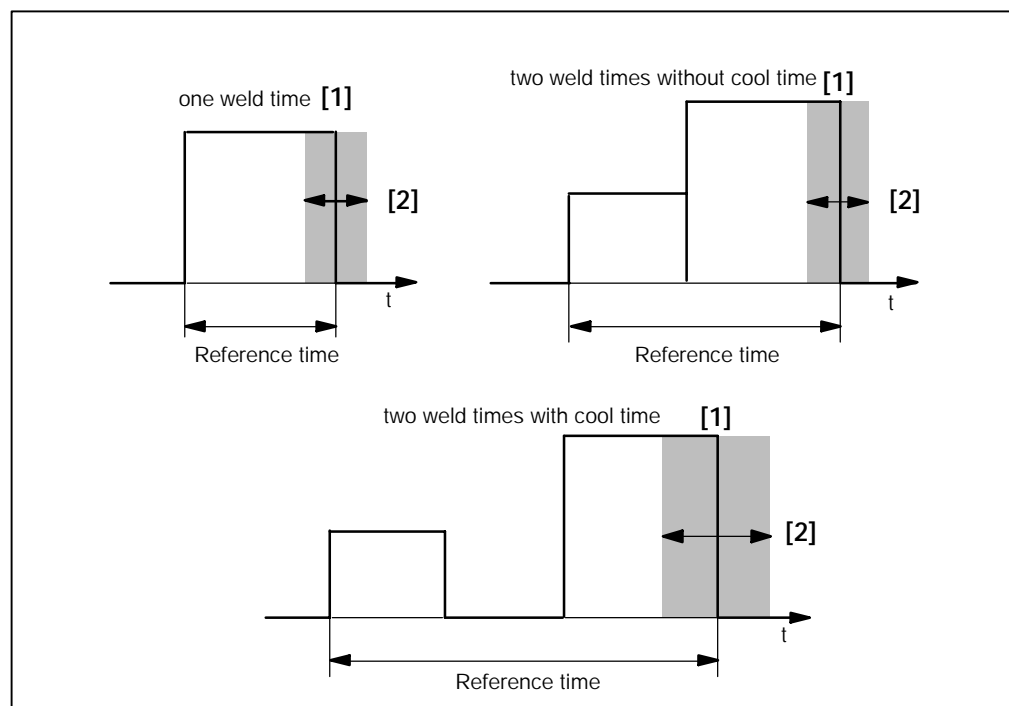 one weld time [1]
[2]
t
Reference time
two weld times without cool time [1]
[2]
t
Reference time
two weld times with cool time [1]
[2]
t
Reference time